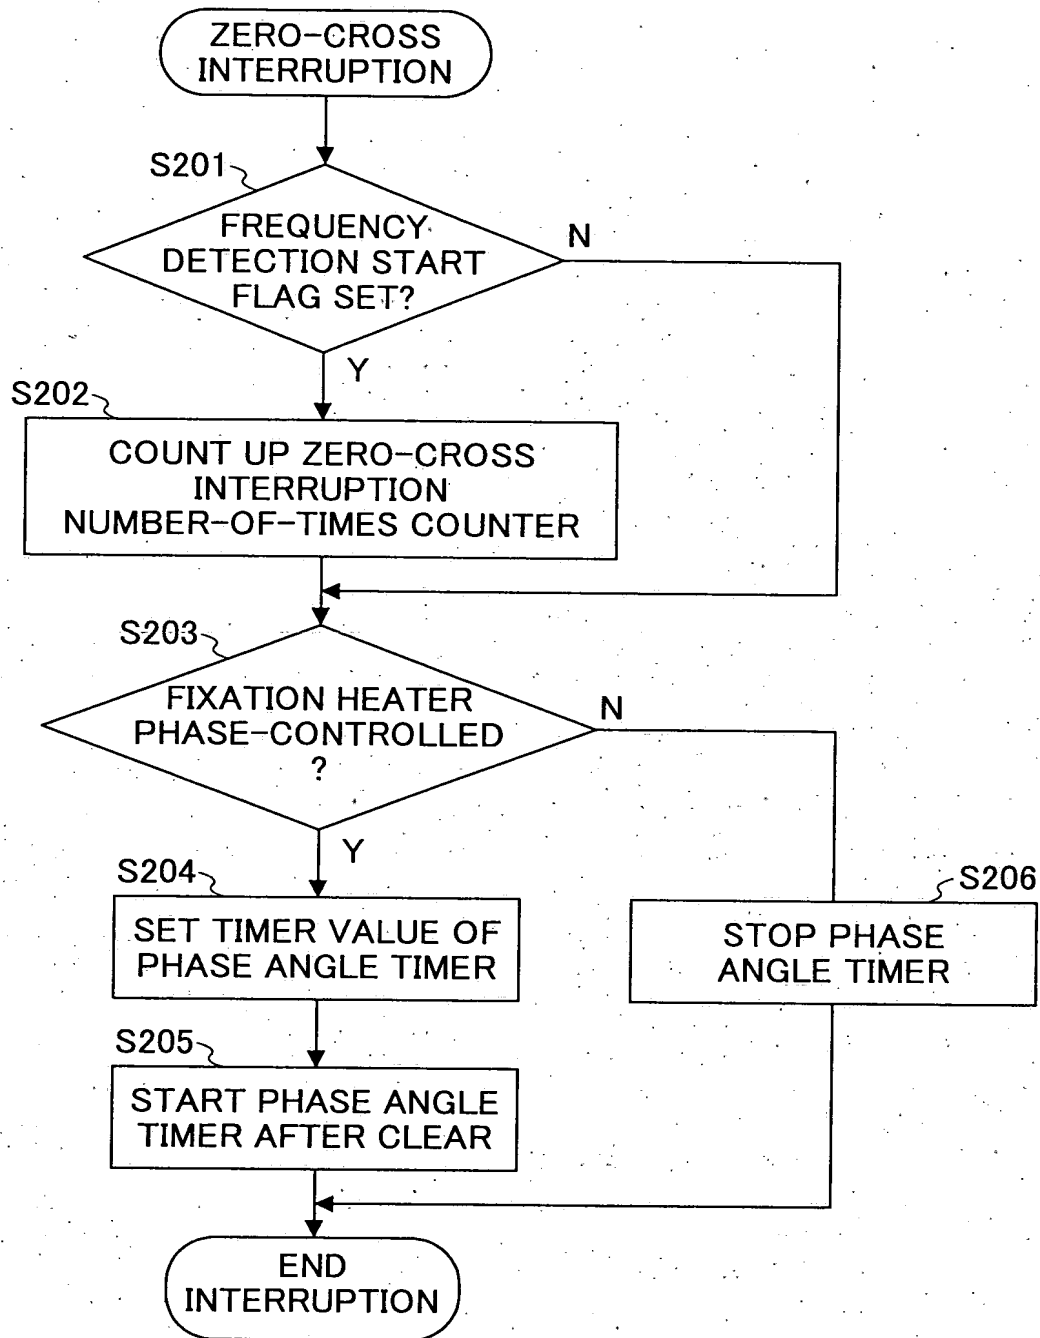 ZERO-CROSS
INTERRUPTION
S201
FREQUENCY
DETECTION START
FLAG SET?
N
Y
S202
COUNT UP ZERO-CROSS
INTERRUPTION
NUMBER-OF-TIMES COUNTER
S203
FIXATION HEATER
PHASE-CONTROLLED
?
N
Y
S204
SET TIMER VALUE OF
PHASE ANGLE TIMER
S206
STOP PHASE
ANGLE TIMER
S205
START PHASE ANGLE
TIMER AFTER CLEAR
END
INTERRUPTION